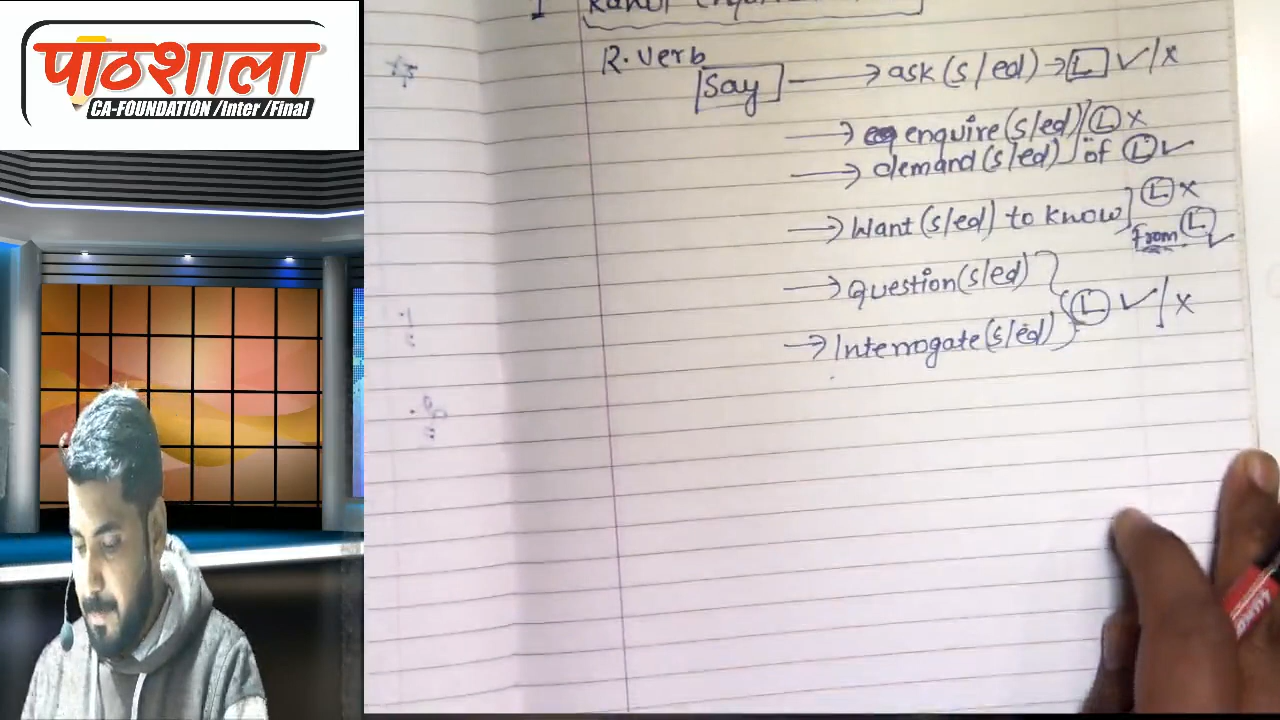 पाठशाला
CA-FOUNDATION /Inter /Final
I
R. Verb
Say → ask (s/ed) → L ✓/x
→ enquire (s/ed) L x
→ demand (s/ed) of L ✓
→ Want (s/ed) to know L x
From L ✓
→ question (s/ed)
L ✓/x
→ Interrogate (s/ed)